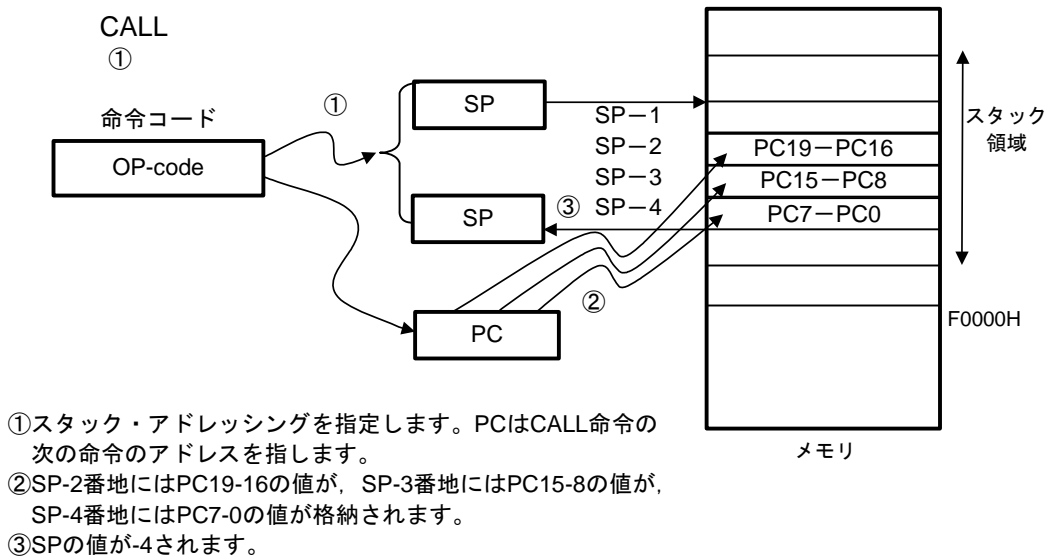 CALL
①
命令コード
OP-code
①
SP
SP
③
SP－1
SP－2
SP－3
SP－4
②
PC
PC19－PC16
PC15－PC8
PC7－PC0
スタック
領域
F0000H
メモリ
①スタック・アドレッシングを指定します。PCはCALL命令の
次の命令のアドレスを指します。
②SP-2番地にはPC19-16の値が，SP-3番地にはPC15-8の値が，
SP-4番地にはPC7-0の値が格納されます。
③SPの値が-4されます。